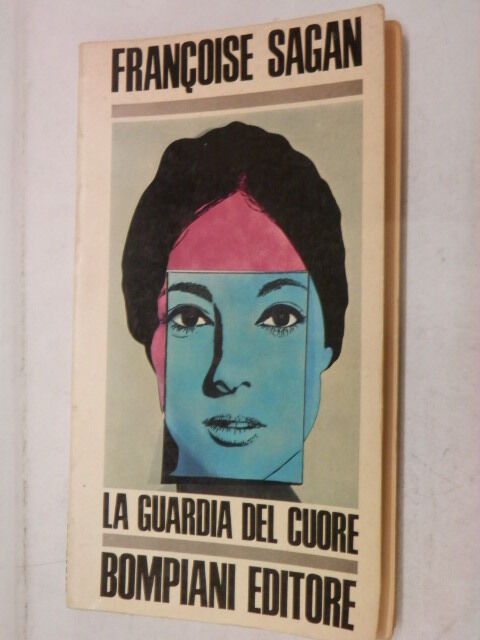 FRANÇOISE SAGAN
LA GUARDIA DEL CUORE
BOMPIANI EDITORE